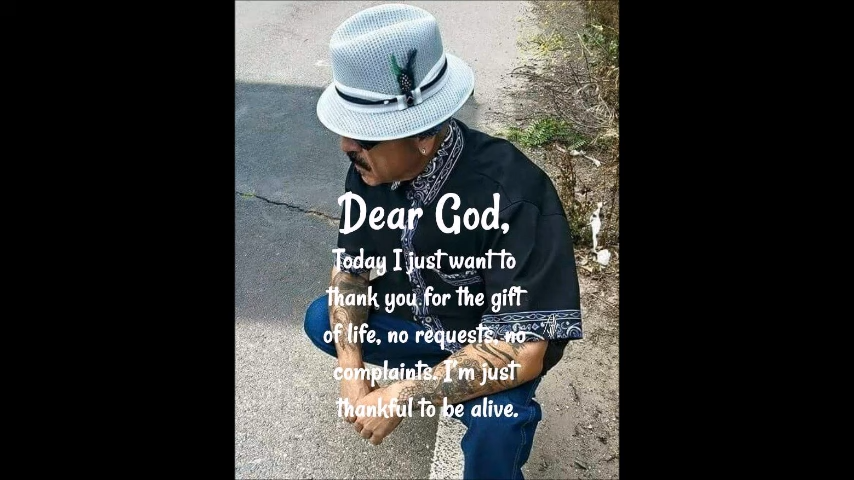 Dear God,
Today I just want to
thank you for the gift
of life, no requests, no
complaints. I'm just
thankful to be alive.